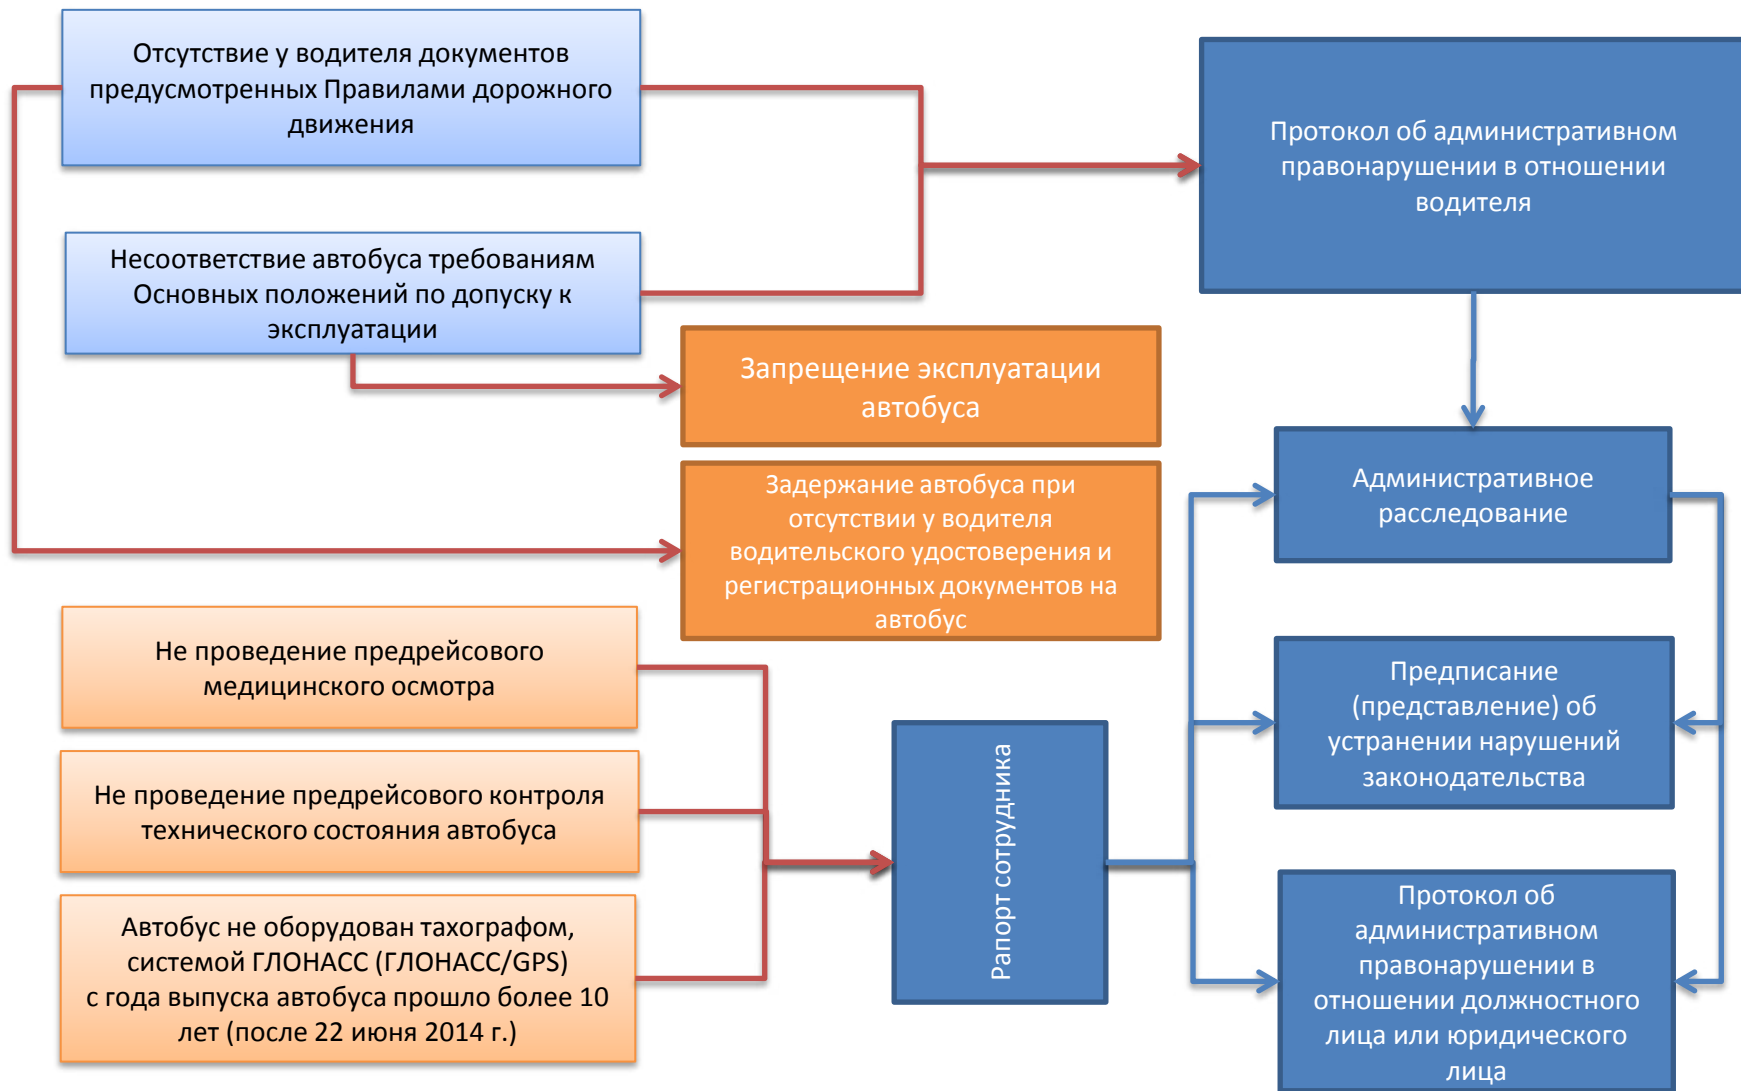 Отсутствие у водителя документов
предусмотренных Правилами дорожного
движения
Протокол об административном
правонарушении в отношении
водителя
Несоответствие автобуса требованиям
Основных положений по допуску к
эксплуатации
Запрещение эксплуатации
автобуса
Задержание автобуса при
отсутствии у водителя
водительского удостоверения и
регистрационных документов на
автобус
Административное
расследование
Не проведение предрейсового
медицинского осмотра
Предписание
(представление) об
устранении нарушений
законодательства
Не проведение предрейсового контроля
технического состояния автобуса
Рапорт сотрудника
Автобус не оборудован тахографом,
системой ГЛОНАСС (ГЛОНАСС/GPS)
с года выпуска автобуса прошло более 10
лет (после 22 июня 2014 г.)
Протокол об
административном
правонарушении в
отношении должностного
лица или юридического
лица